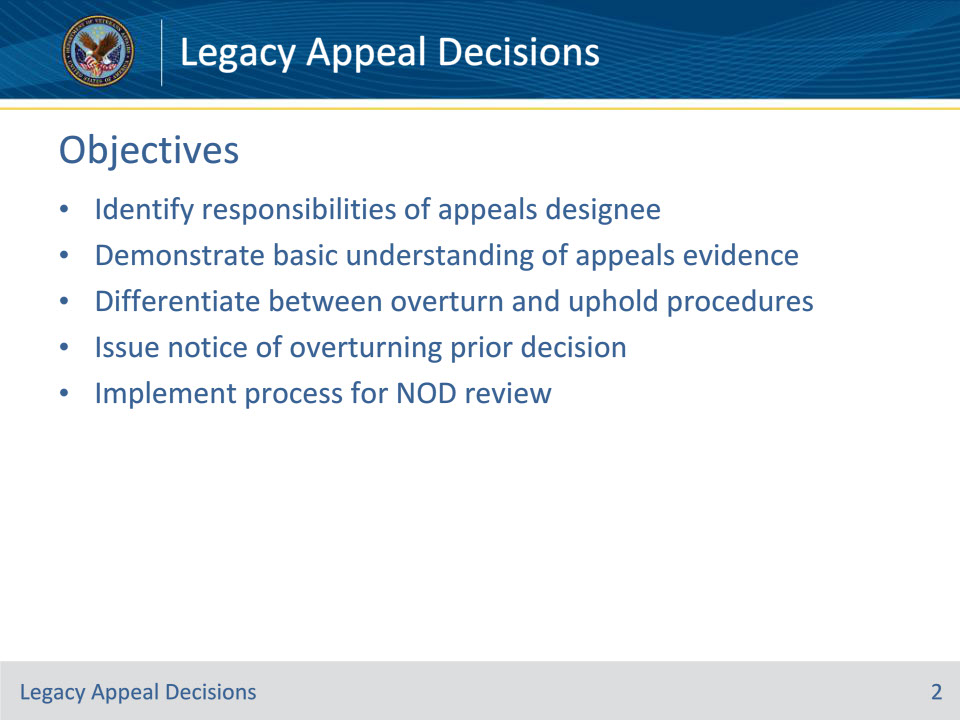 Legacy Appeal Decisions
Objectives
• Identify responsibilities of appeals designee
• Demonstrate basic understanding of appeals evidence
• Differentiate between overturn and uphold procedures
• Issue notice of overturning prior decision
• Implement process for NOD review
Legacy Appeal Decisions
2